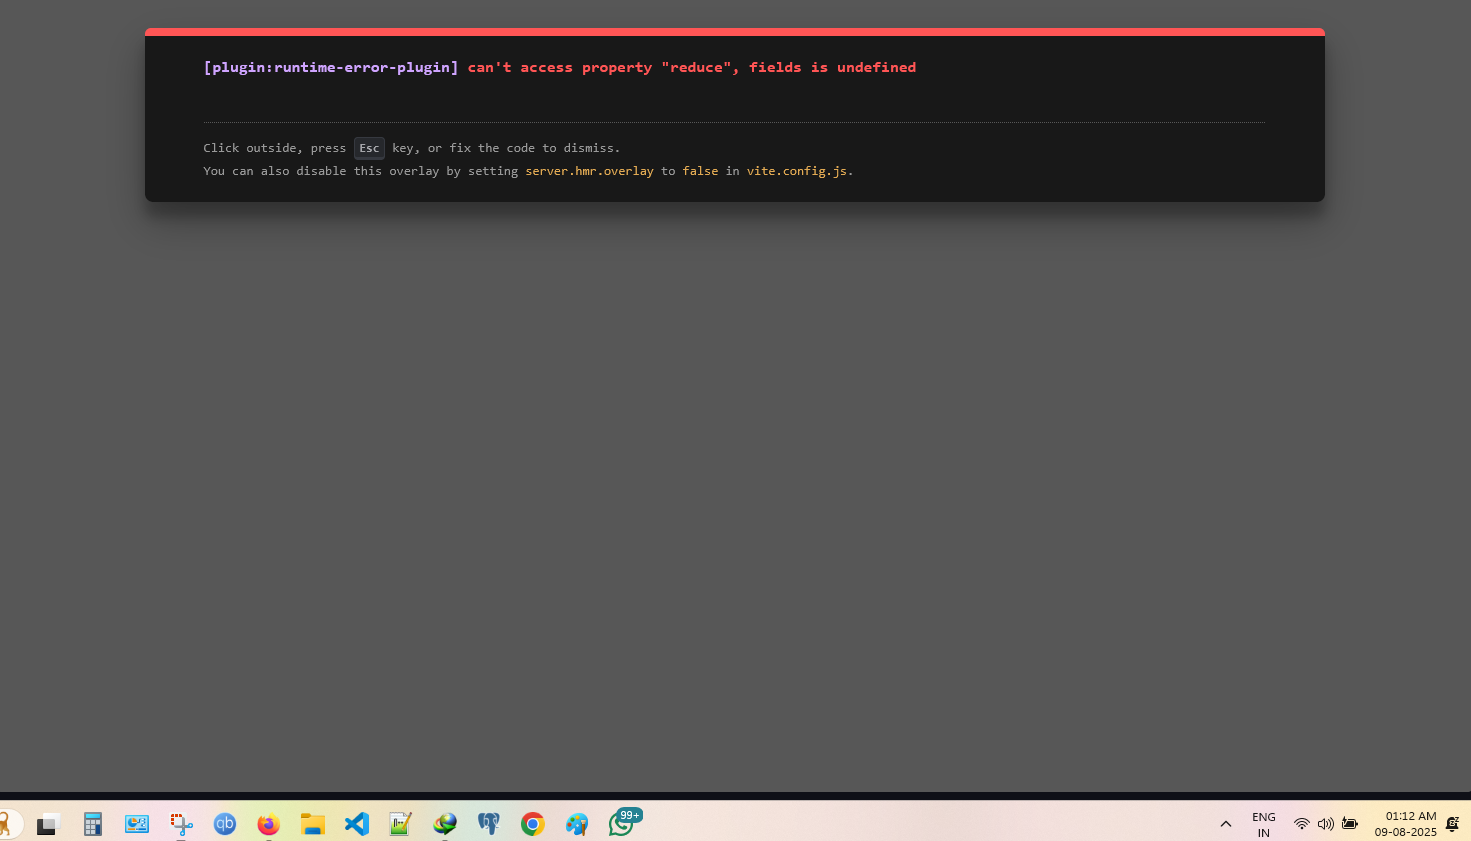 [plugin:runtime-error-plugin] can't access property "reduce", fields is undefined
Click outside, press Esc key, or fix the code to dismiss.
You can also disable this overlay by setting server.hmr.overlay to false in vite.config.js.
qb
99+
ENG
IN
01:12 AM
09-08-2025